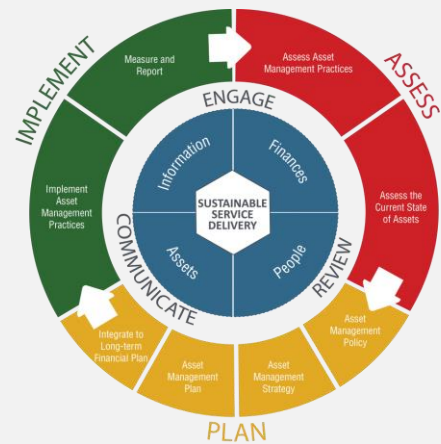 IMPLEMENT
ASSESS
PLAN
Measure and
Report
Assess Asset
Management Practices
Assess the
Current State
of Assets
Asset
Management
Policy
Asset
Management
Strategy
Asset
Management
Plan
Integrate to
Long-term
Financial Plan
Implement
Asset
Management
Practices
ENGAGE
REVIEW
COMMUNICATE
Information
Finances
People
Assets
SUSTAINABLE
SERVICE
DELIVERY